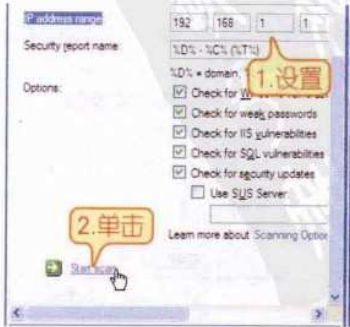 IP address range
192 168 1 1
Security report name:
%D% - %C% (%T%)
%D% = domain,
1.设置
Options:
Check for
Check for weak passwords
Check for IIS vulnerabilities
Check for SQL vulnerabilities
Check for security updates
Use SUS Server
2.单击
Learn more about Scanning Option
Start scan